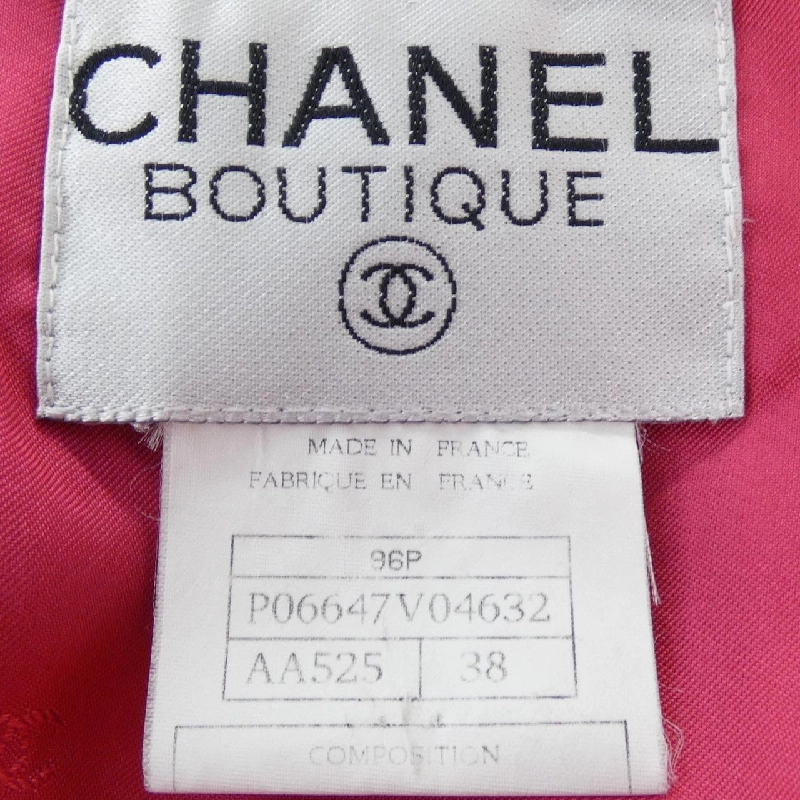 CHANEL
BOUTIQUE
MADE IN FRANCE
FABRIQUE EN FRANCE
96P
P06647V04632
AA525 38
COMPOSITION